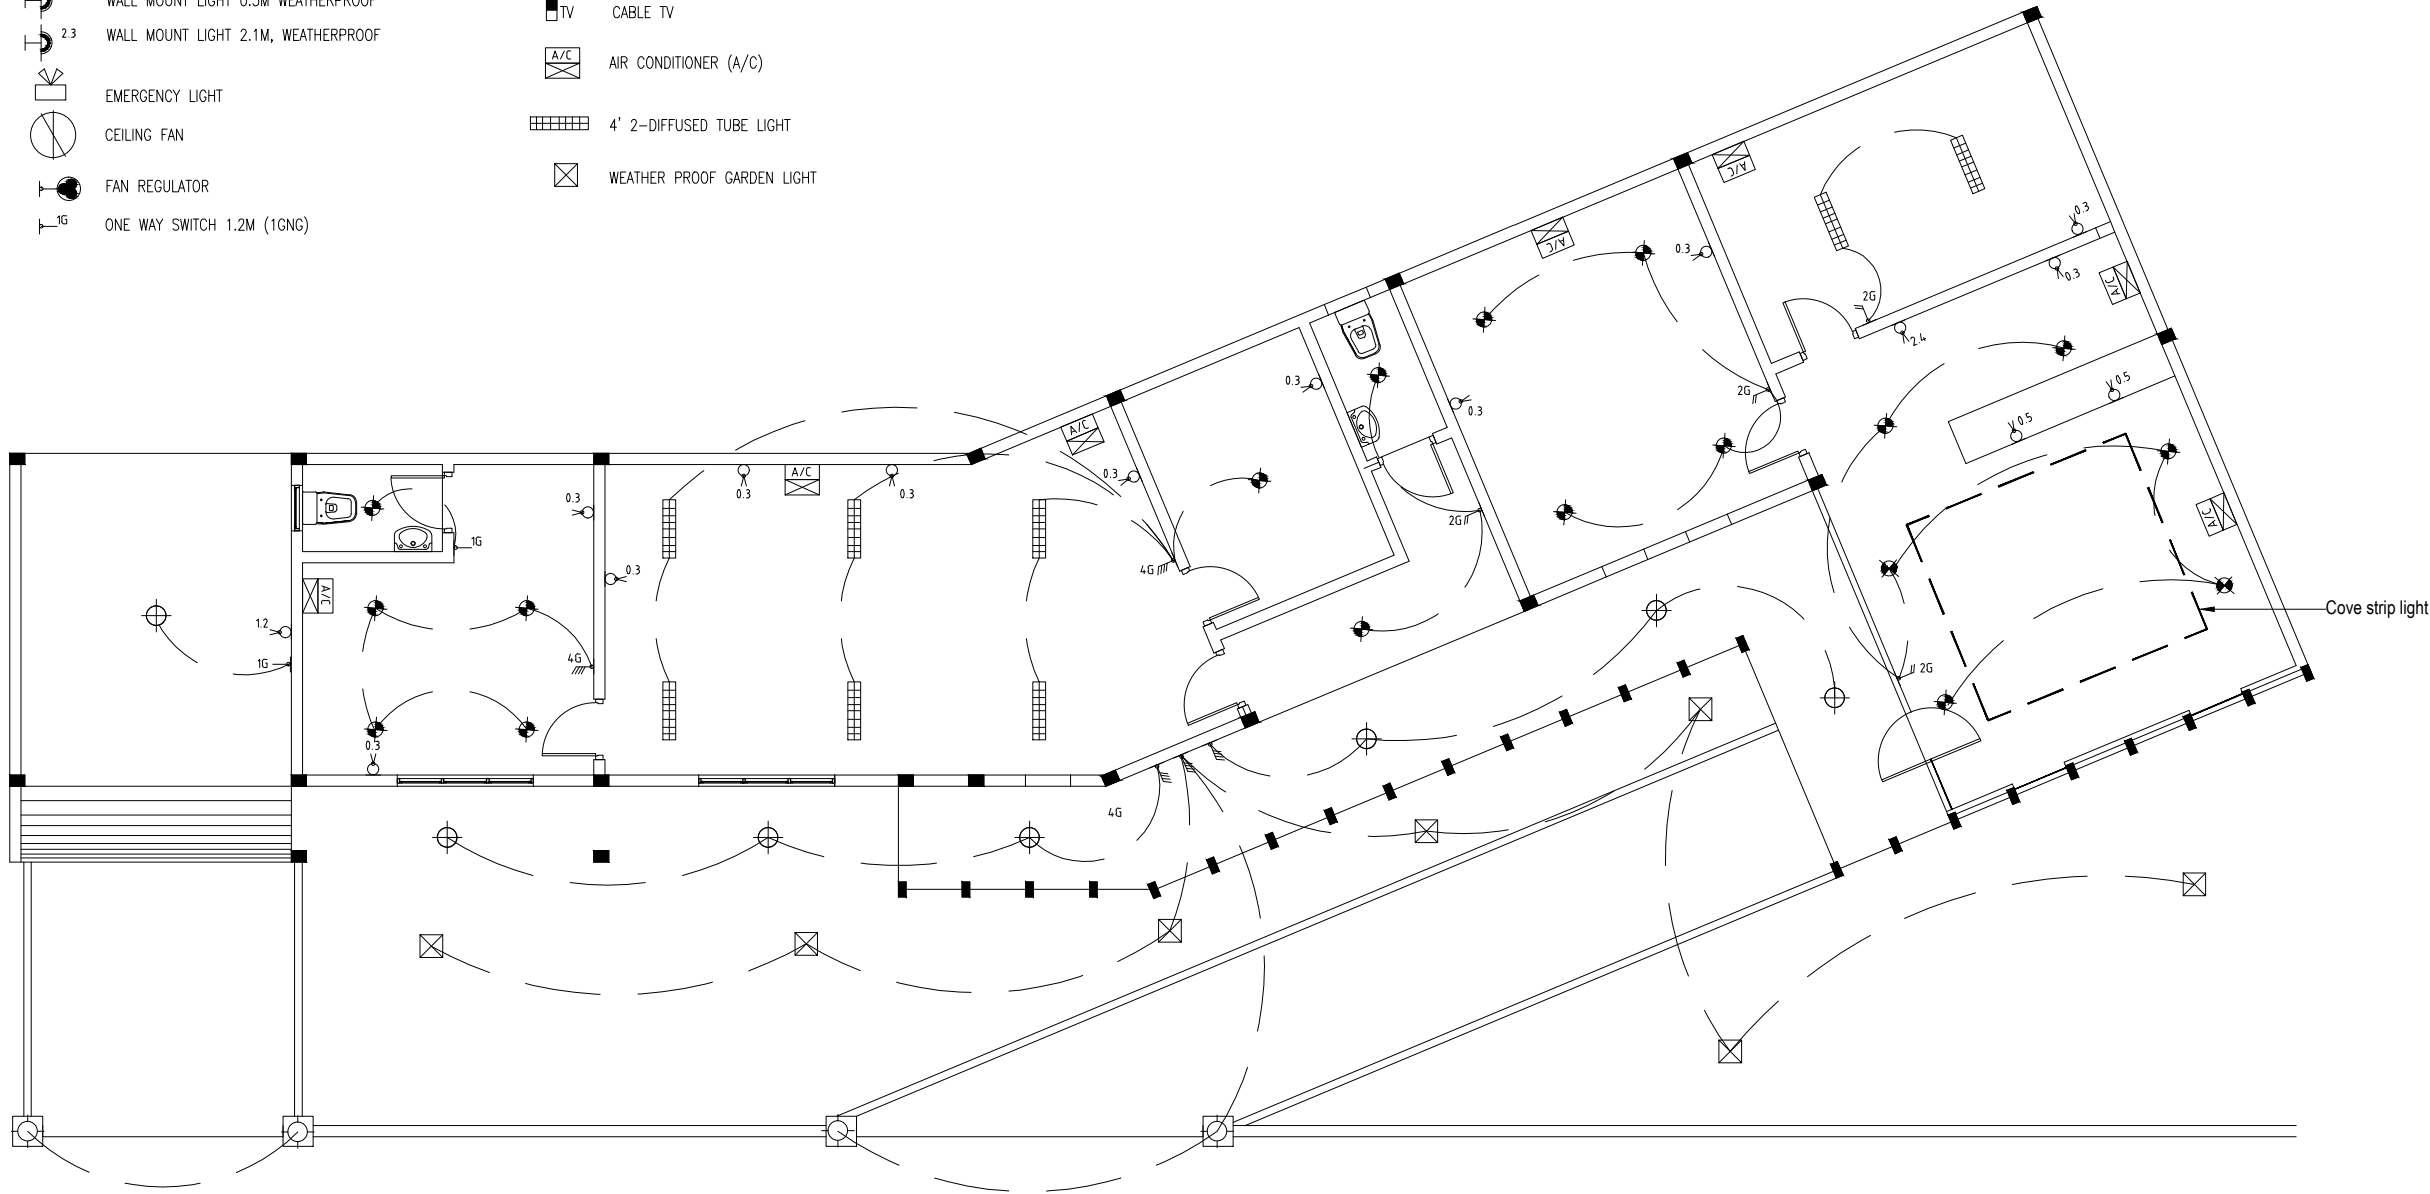 WALL MOUNT LIGHT 0.5M WEATHERPROOF
2.3 WALL MOUNT LIGHT 2.1M, WEATHERPROOF
EMERGENCY LIGHT
CEILING FAN
FAN REGULATOR
1G ONE WAY SWITCH 1.2M (1GNG)
TV CABLE TV
A/C AIR CONDITIONER (A/C)
4' 2-DIFFUSED TUBE LIGHT
WEATHER PROOF GARDEN LIGHT
A/C
0.3
A/C
0.3
0.3
A/C
2G
0.3
2.4
0.3
2G
0.5
0.3
0.5
A/C
A/C
0.3
0.3
0.3
0.3
0.3
A/C
2G
1G
4G
0.3
A/C
Cove strip light
1.2
1G
4G
2G
0.3
4G